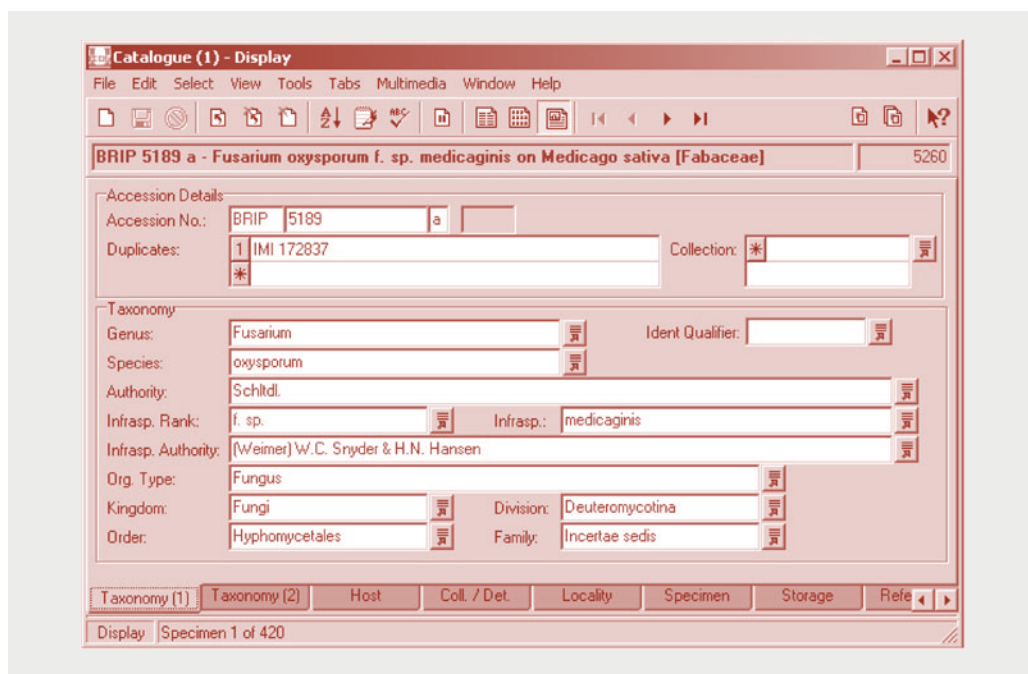 Catalogue (1) - Display
File Edit Select View Tools Tabs Multimedia Window Help
BRIP 5189 a - Fusarium oxysporum f. sp. medicaginis on Medicago sativa [Fabaceae] 5260
Accession Details
Accession No.: BRIP 5189 a
Duplicates: 1 IMI 172837 Collection: *
*
Taxonomy
Genus: Fusarium Ident Qualifier:
Species: oxysporum
Authority: Schltdl.
Infrasp. Rank: f. sp. Infrasp.: medicaginis
Infrasp. Authority: (Weimer) W.C. Snyder & H.N. Hansen
Org. Type: Fungus
Kingdom: Fungi Division: Deuteromycotina
Order: Hyphomycetales Family: Incertae sedis
Taxonomy (1) Taxonomy (2) Host Coll. / Det. Locality Specimen Storage Refe
Display Specimen 1 of 420